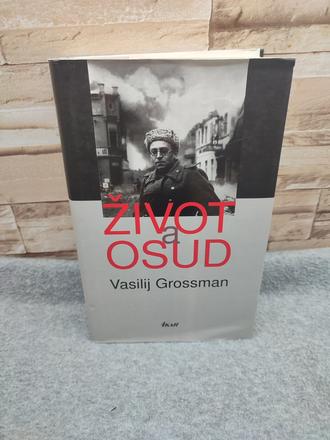 ŽIVOT
a
OSUD
Vasilij Grossman
IKAR